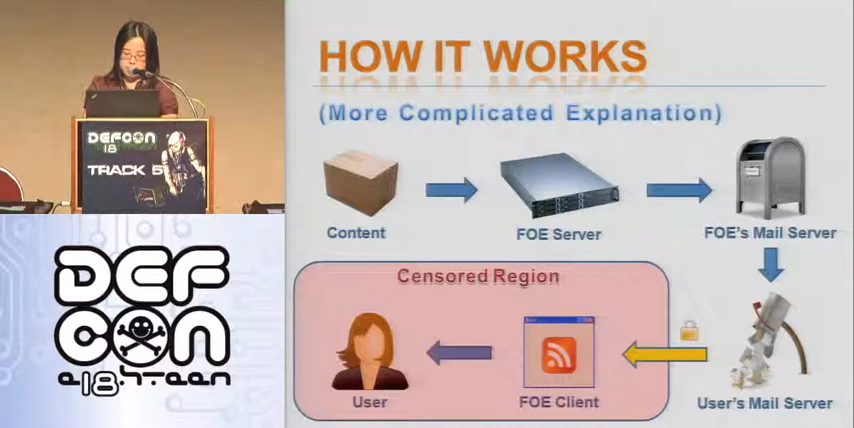 HOW IT WORKS
(More Complicated Explanation)
Content
FOE Server
FOE's Mail Server
Censored Region
User
FOE Client
User's Mail Server
DEFCON
18
TRACK 5
DEF
CON
e18hteen